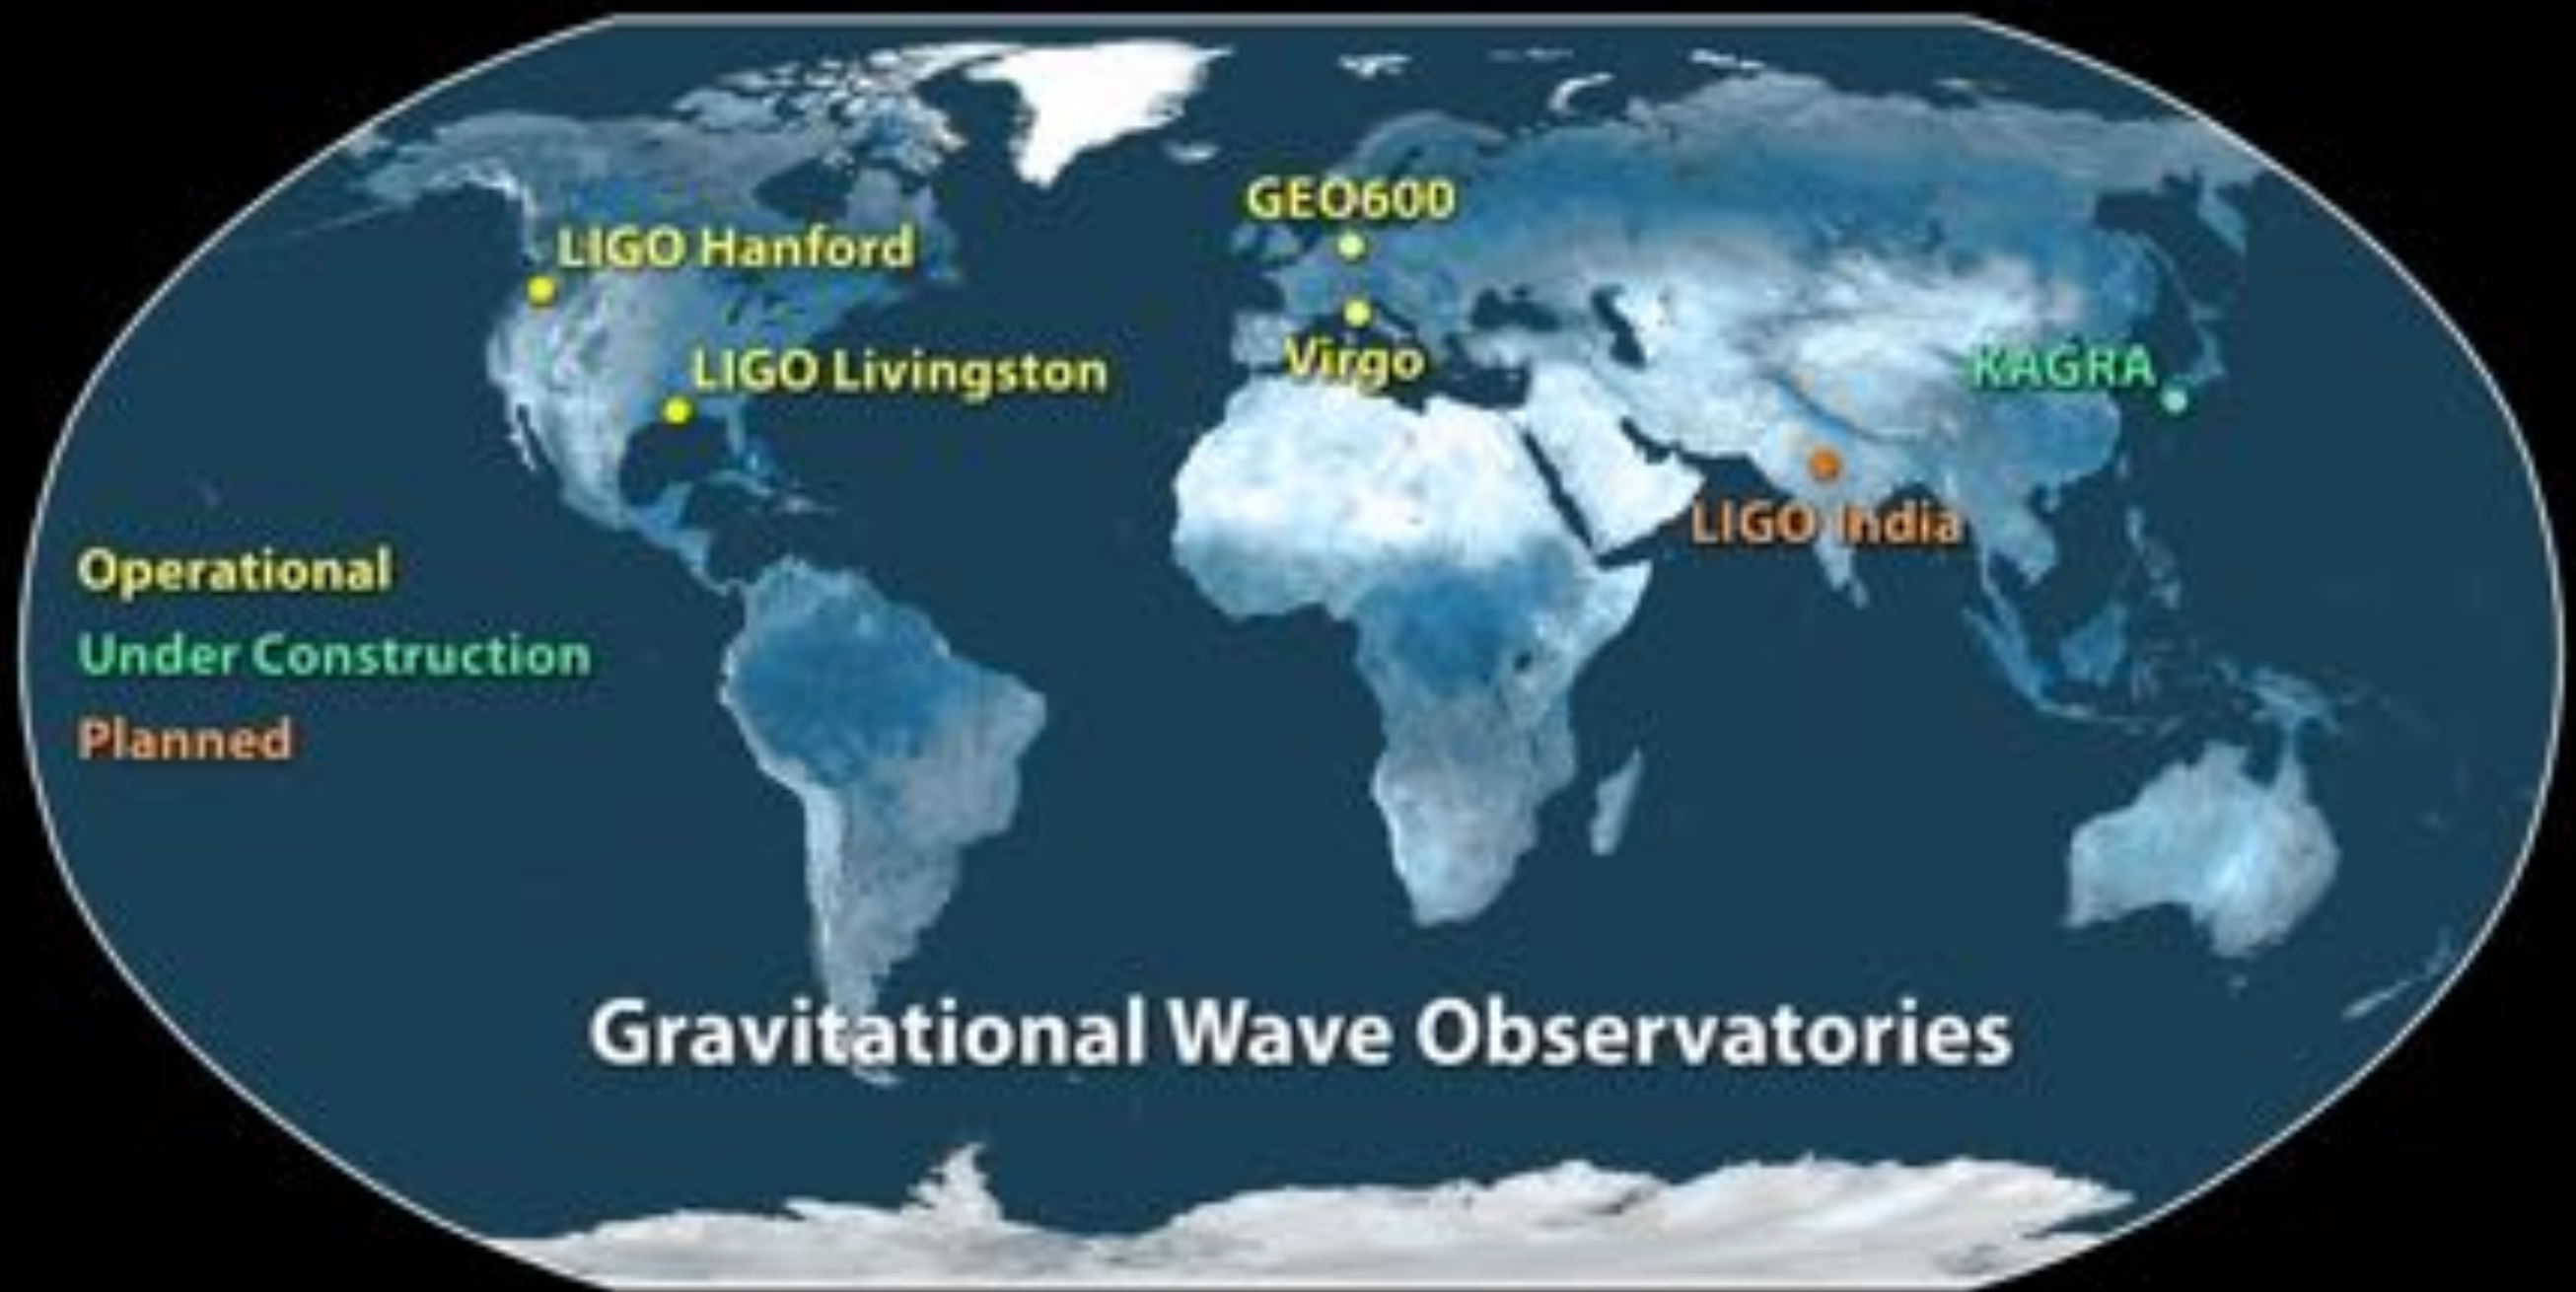 GEO600
LIGO Hanford
Virgo
LIGO Livingston
KAGRA
LIGO India
Operational
Under Construction
Planned
Gravitational Wave Observatories